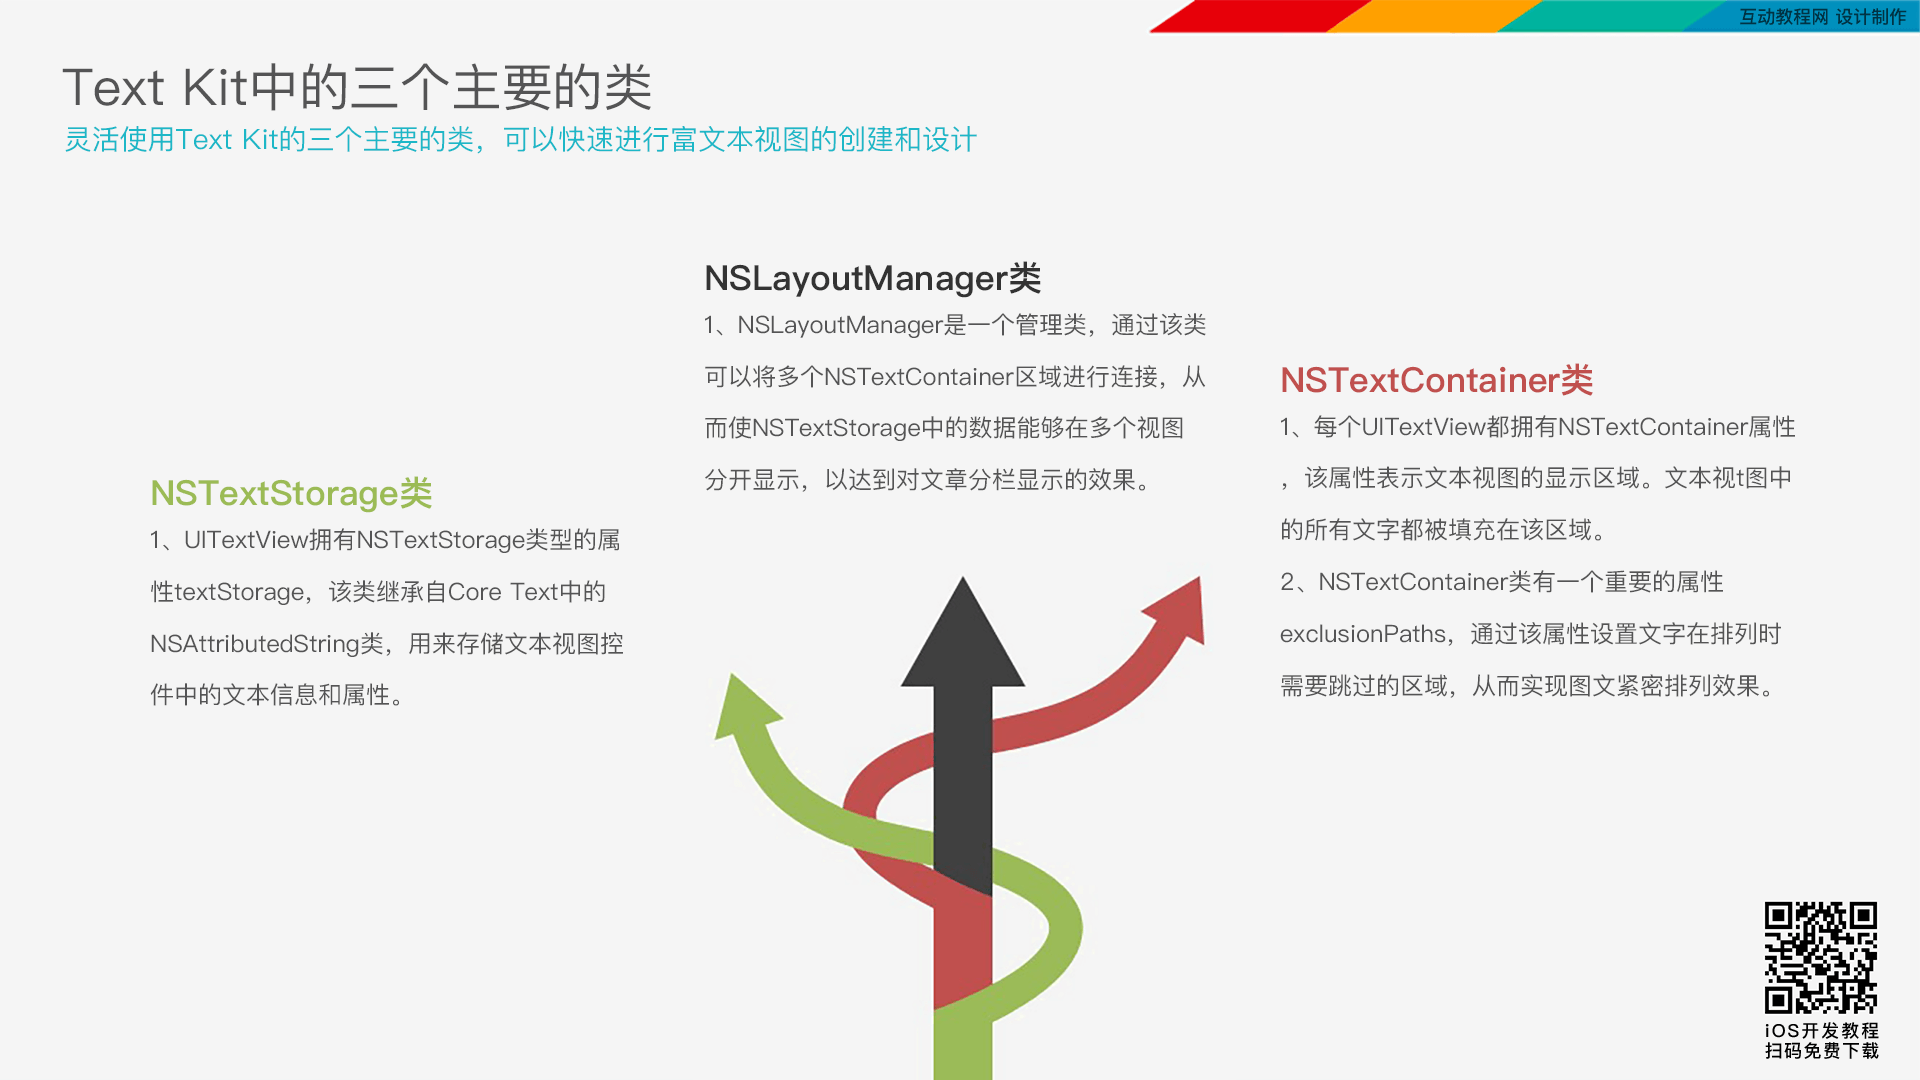 互动教程网 设计制作
Text Kit中的三个主要的类
灵活使用Text Kit的三个主要的类，可以快速进行富文本视图的创建和设计
NSLayoutManager类
1、NSLayoutManager是一个管理类，通过该类
可以将多个NSTextContainer区域进行连接，从
而使NSTextStorage中的数据能够在多个视图
分开显示，以达到对文章分栏显示的效果。
NSTextContainer类
1、每个UITextView都拥有NSTextContainer属性
，该属性表示文本视图的显示区域。文本视t图中
的所有文字都被填充在该区域。
2、NSTextContainer类有一个重要的属性
exclusionPaths，通过该属性设置文字在排列时
需要跳过的区域，从而实现图文紧密排列效果。
NSTextStorage类
1、UITextView拥有NSTextStorage类型的属
性textStorage，该类继承自Core Text中的
NSAttributedString类，用来存储文本视图控
件中的文本信息和属性。
iOS开发教程
扫码免费下载